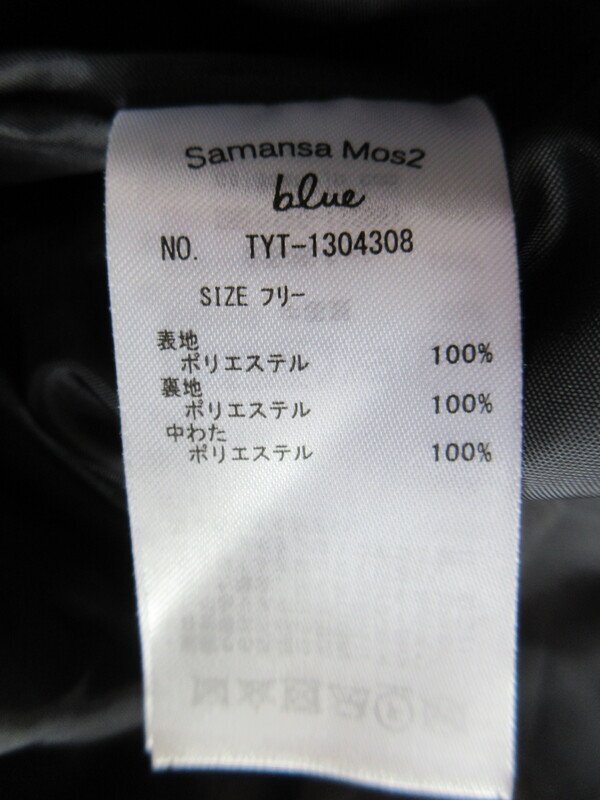 Samansa Mos2
blue
NO. TYT-1304308
SIZE フリー
表地
ポリエステル 100%
裏地
ポリエステル 100%
中わた
ポリエステル 100%